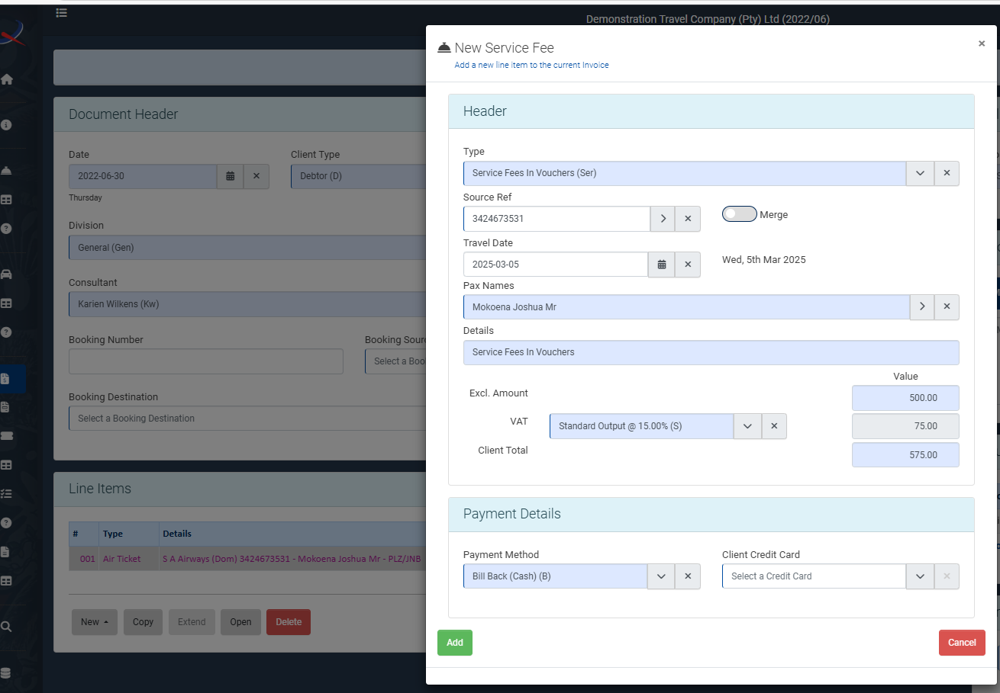 Demonstration Travel Company (Pty) Ltd (2022/06)
Document Header
Date
2022-06-30
Thursday
Client Type
Debtor (D)
Division
General (Gen)
Consultant
Karien Wilkens (Kw)
Booking Number
Booking Sour
Select a Boo
Booking Destination
Select a Booking Destination
Line Items
# Type Details
001 Air Ticket S A Airways (Dom) 3424673531 - Mokoena Joshua Mr - PLZ/JNB
New Copy Extend Open Delete
New Service Fee
×
Add a new line item to the current Invoice
Header
Type
Service Fees In Vouchers (Ser)
Source Ref
3424673531
Merge
Travel Date
2025-03-05
Wed, 5th Mar 2025
Pax Names
Mokoena Joshua Mr
Details
Service Fees In Vouchers
Value
Excl. Amount 500.00
VAT Standard Output @ 15.00% (S) 75.00
Client Total 575.00
Payment Details
Payment Method
Bill Back (Cash) (B)
Client Credit Card
Select a Credit Card
Add Cancel